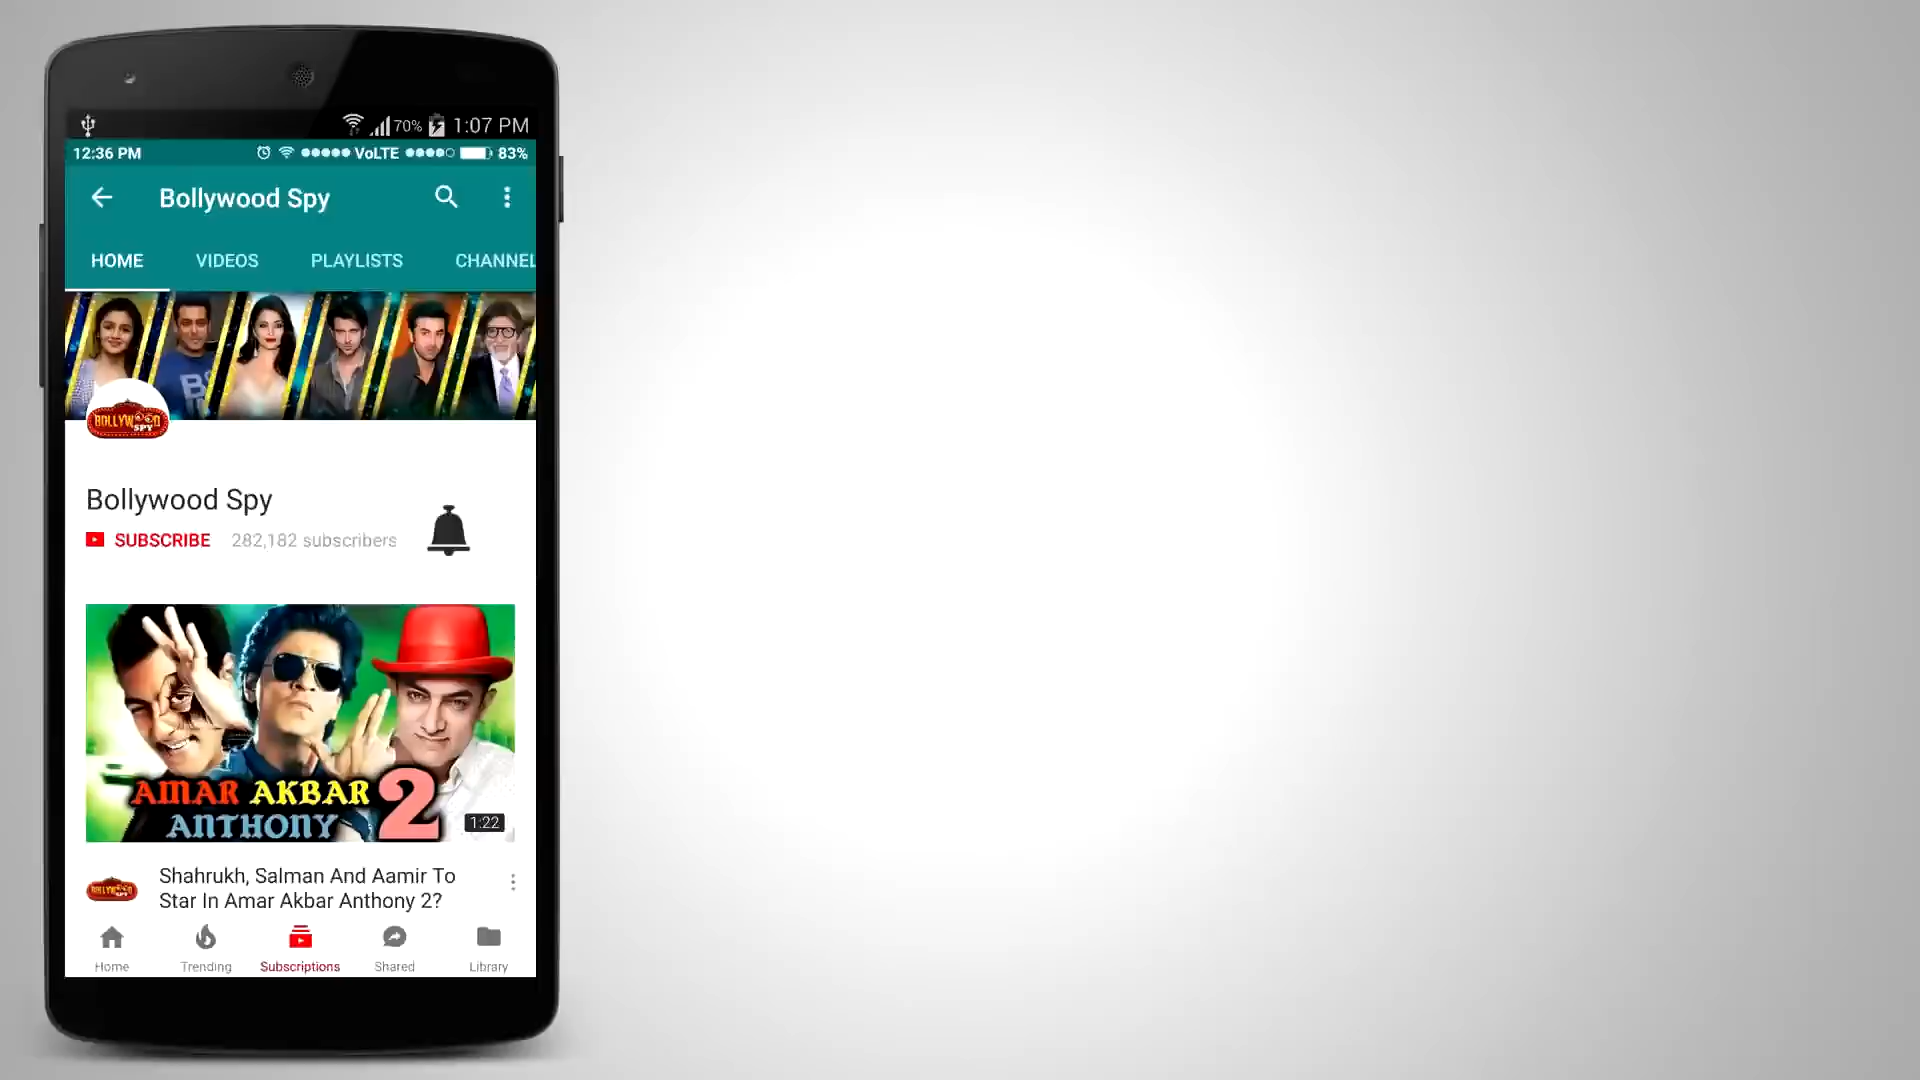 70% 1:07 PM
12:36 PM VoLTE 83%
Bollywood Spy
HOME VIDEOS PLAYLISTS CHANNEL
BOLLYWOOD
SPY
Bollywood Spy
SUBSCRIBE 282,182 subscribers
AMAR AKBAR
ANTHONY 2
1:22
Shahrukh, Salman And Aamir To
Star In Amar Akbar Anthony 2?
BOLLYWOOD
SPY
Home Trending Subscriptions Shared Library